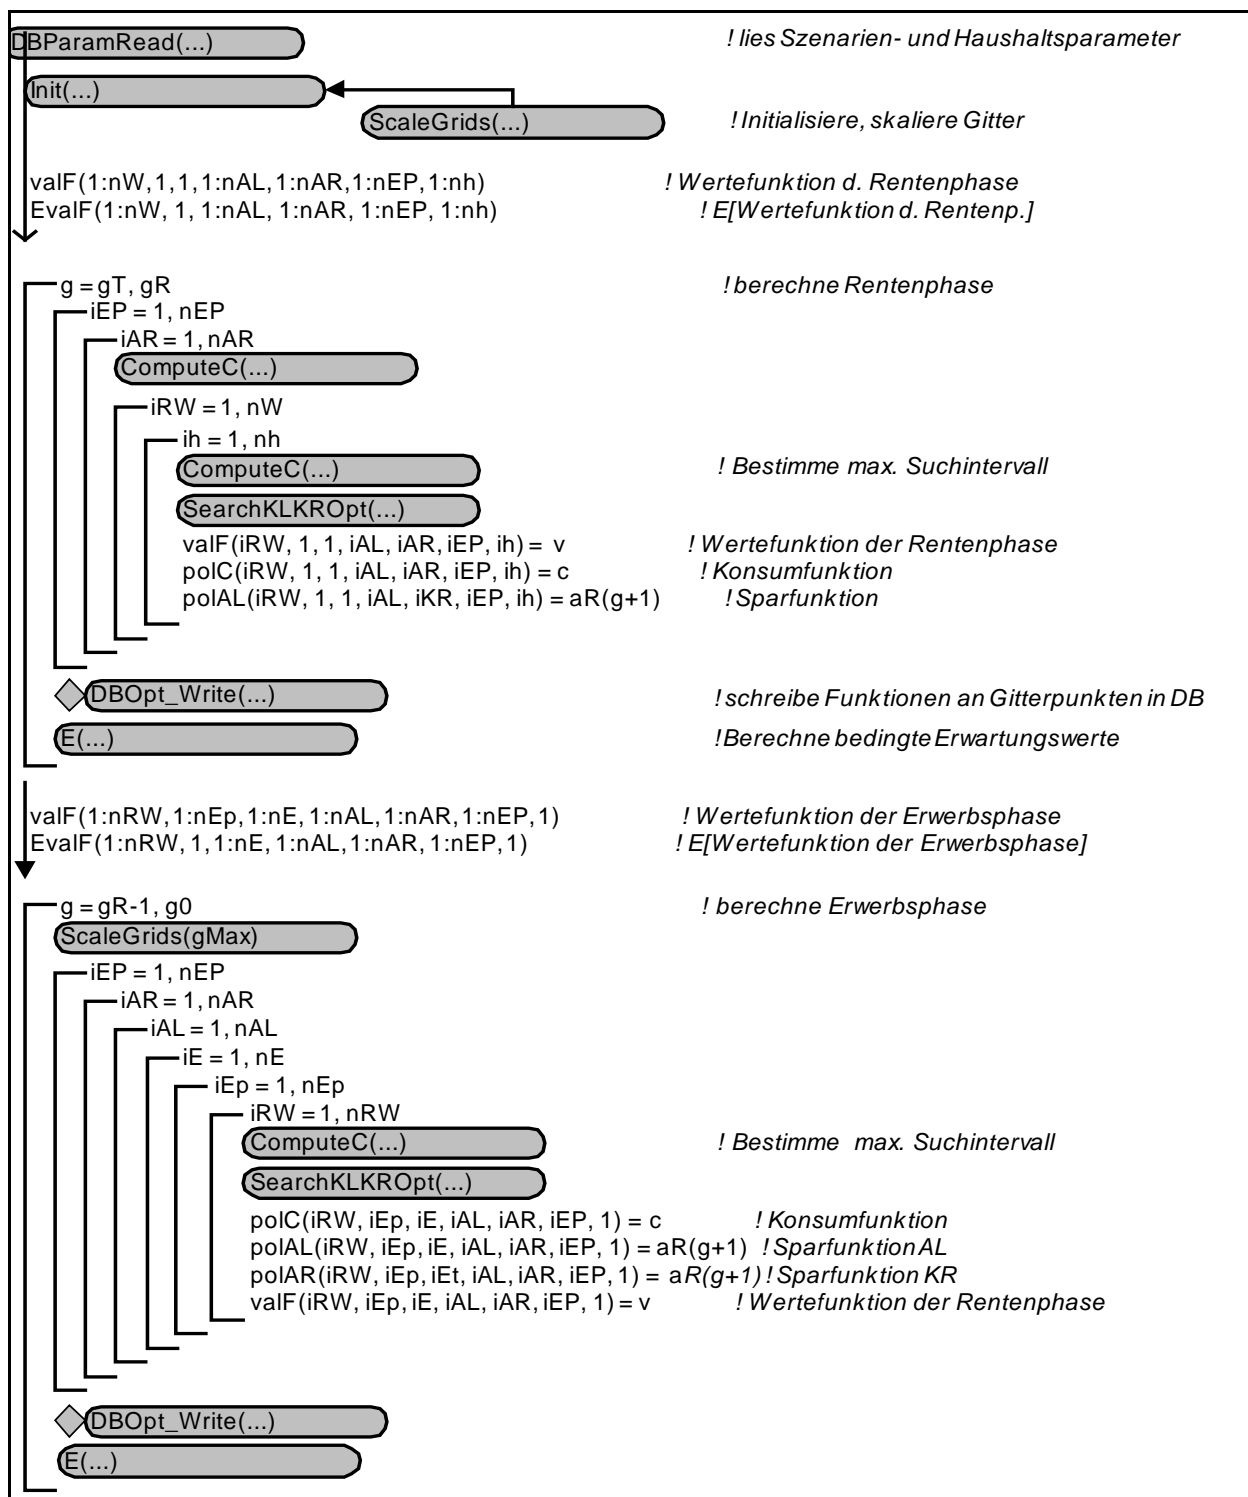 DBParamRead(...) ! lies Szenarien- und Haushaltsparameter
Init(...)
ScaleGrids(...) ! Initialisiere, skaliere Gitter
valF(1:nW,1,1,1:nAL,1:nAR,1:nEP,1:nh) ! Wertefunktion d. Rentenphase
EvalF(1:nW, 1, 1:nAL, 1:nAR, 1:nEP, 1:nh) ! E[Wertefunktion d. Rentenp.]
g = gT, gR ! berechne Rentenphase
iEP = 1, nEP
iAR = 1, nAR
ComputeC(...)
iRW = 1, nW
ih = 1, nh
ComputeC(...) ! Bestimme max. Suchintervall
SearchKLKROpt(...)
valF(iRW, 1, 1, iAL, iAR, iEP, ih) = v ! Wertefunktion der Rentenphase
polC(iRW, 1, 1, iAL, iAR, iEP, ih) = c ! Konsumfunktion
polAL(iRW, 1, 1, iAL, iKR, iEP, ih) = aR(g+1) ! Sparfunktion
DBOpt_Write(...) ! schreibe Funktionen an Gitterpunkten in DB
E(...) !Berechne bedingte Erwartungswerte
valF(1:nRW,1:nEp,1:nE,1:nAL,1:nAR,1:nEP,1) ! Wertefunktion der Erwerbsphase
EvalF(1:nRW, 1,1:nE, 1:nAL,1:nAR, 1:nEP,1) ! E[Wertefunktion der Erwerbsphase]
g = gR-1, g0 ! berechne Erwerbsphase
ScaleGrids(gMax)
iEP = 1, nEP
iAR = 1, nAR
iAL = 1, nAL
iE = 1, nE
iEp = 1, nEp
iRW = 1, nRW
ComputeC(...) ! Bestimme max. Suchintervall
SearchKLKROpt(...)
polC(iRW, iEp, iE, iAL, iAR, iEP, 1) = c ! Konsumfunktion
polAL(iRW, iEp, iE, iAL, iAR, iEP, 1) = aR(g+1) ! Sparfunktion AL
polAR(iRW, iEp, iEt, iAL, iAR, iEP, 1) = aR(g+1) ! Sparfunktion KR
valF(iRW, iEp, iE, iAL, iAR, iEP, 1) = v ! Wertefunktion der Rentenphase
DBOpt_Write(...)
E(...)